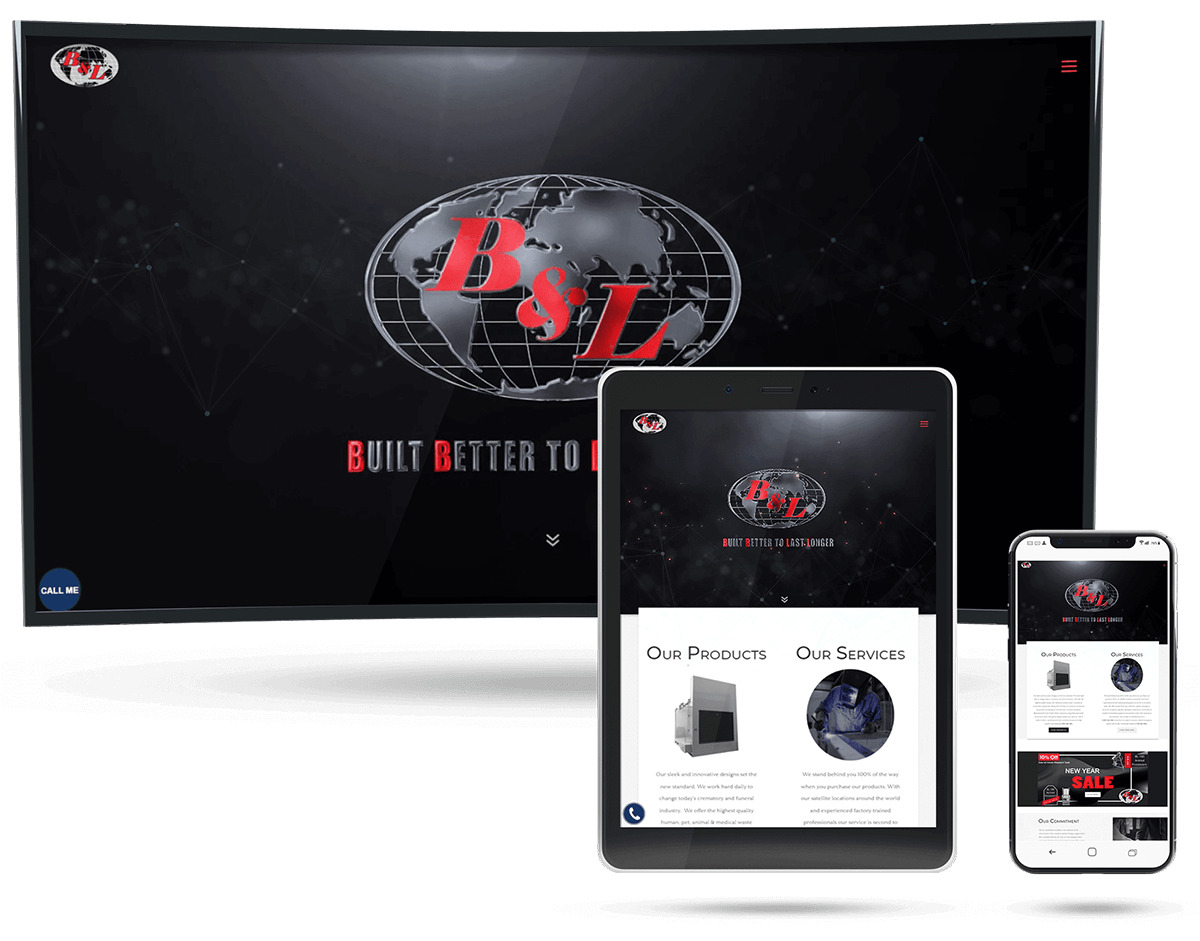 B&L
B&L
BUILT BETTER TO
CALL ME
B&L
B&L
BUILT BETTER TO LAST LONGER
OUR PRODUCTS
OUR SERVICES
Our sleek and innovative designs set the
new standard. We work hard daily to
change today's crematory and funeral
industry. We offer the highest quality
human, pet, animal & medical waste
We stand behind you 100% of the way
when you purchase our products. With
our satellite locations around the world
and experienced factory trained
professionals our service is second to
B&L
BUILT BETTER TO LAST LONGER
OUR PRODUCTS
OUR SERVICES
10% Off
NEW YEAR
SALE
OUR COMMITMENT